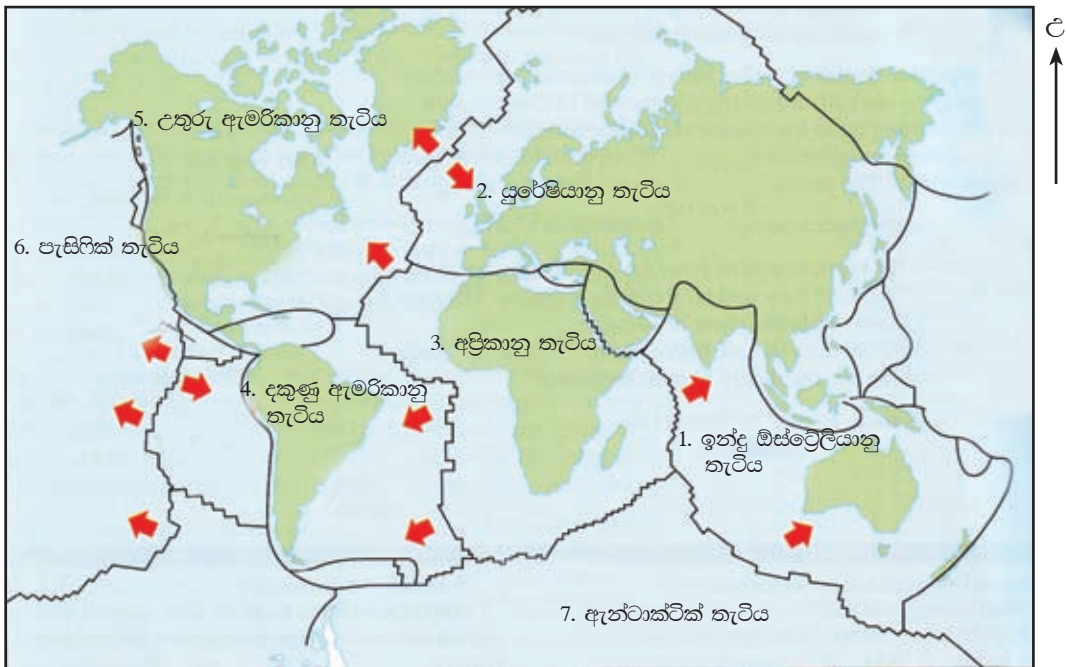 උ
5. උතුරු ඇමරිකානු තැටිය
2. යුරේෂියානු තැටිය
6. පැසිෆික් තැටිය
3. අප්‍රිකානු තැටිය
4. දකුණු ඇමරිකානු
තැටිය
1. ඉන්දු ඕස්ට්‍රේලියානු
තැටිය
7. ඇන්ටාක්ටික් තැටිය